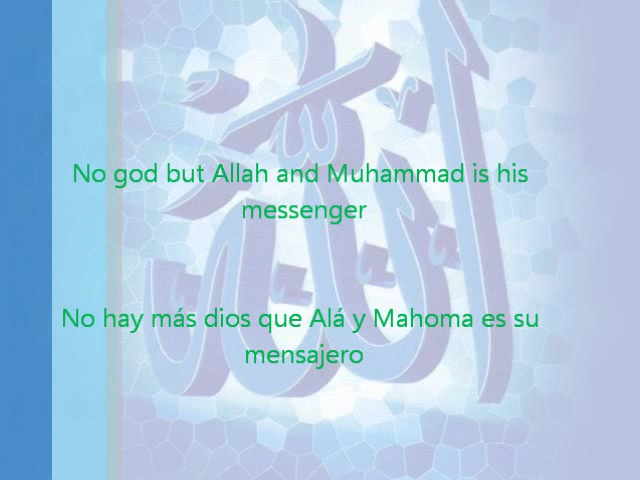 No god but Allah and Muhammad is his
messenger
No hay más dios que Alá y Mahoma es su
mensajero